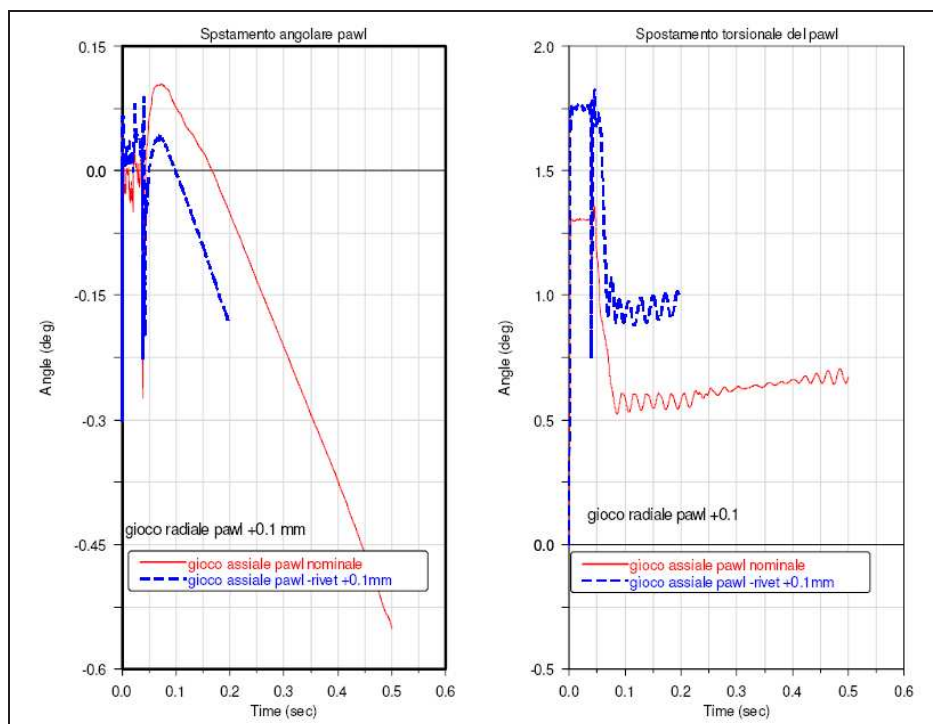 Spstamento angolare pawl
0.15
0.0
-0.15
-0.3
-0.45
-0.6
Angle (deg)
gioco radiale pawl +0.1 mm
gioco assiale pawl nominale
gioco assiale pawl -rivet +0.1mm
0.0 0.1 0.2 0.3 0.4 0.5 0.6
Time (sec)
Spostamento torsionale del pawl
2.0
1.5
1.0
0.5
0.0
-0.5
Angle (deg)
gioco radiale pawl +0.1
gioco assiale pawl nominale
gioco assiale pawl -rivet +0.1mm
0.0 0.1 0.2 0.3 0.4 0.5 0.6
Time (sec)